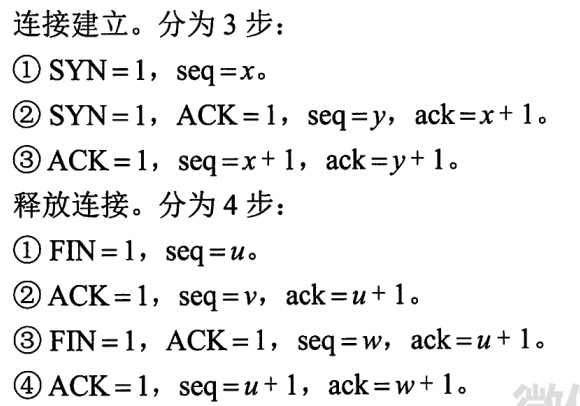 连接建立。分为 3 步：
① SYN=1，seq=x。
② SYN=1，ACK=1，seq=y，ack=x+1。
③ ACK=1，seq=x+1，ack=y+1。
释放连接。分为 4 步：
① FIN=1，seq=u。
② ACK=1，seq=v，ack=u+1。
③ FIN=1，ACK=1，seq=w，ack=u+1。
④ ACK=1，seq=u+1，ack=w+1。